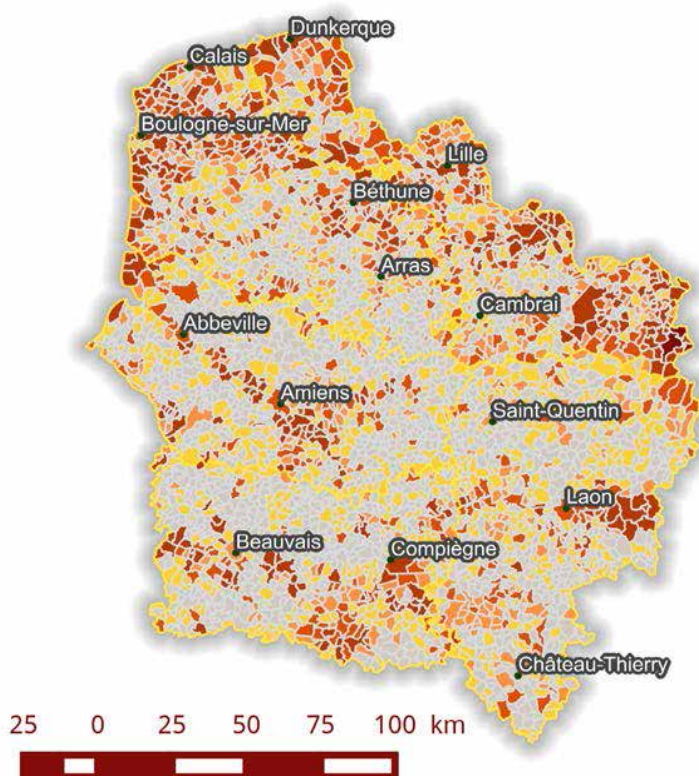 Dunkerque
Calais
Boulogne-sur-Mer
Lille
Béthune
Arras
Cambrai
Abbeville
Amiens
Saint-Quentin
Laon
Beauvais
Compiègne
Château-Thierry
25 0 25 50 75 100 km